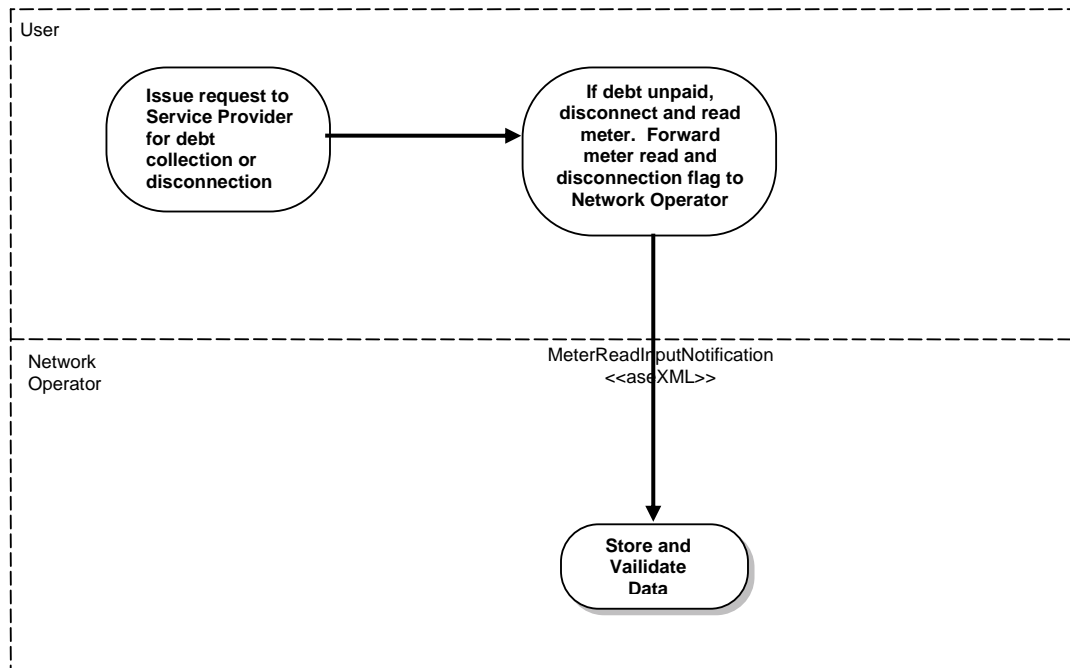 User
Issue request to
Service Provider
for debt
collection or
disconnection
If debt unpaid,
disconnect and read
meter. Forward
meter read and
disconnection flag to
Network Operator
Network
Operator
MeterReadInputNotification
<<aseXML>>
Store and
Vailidate
Data